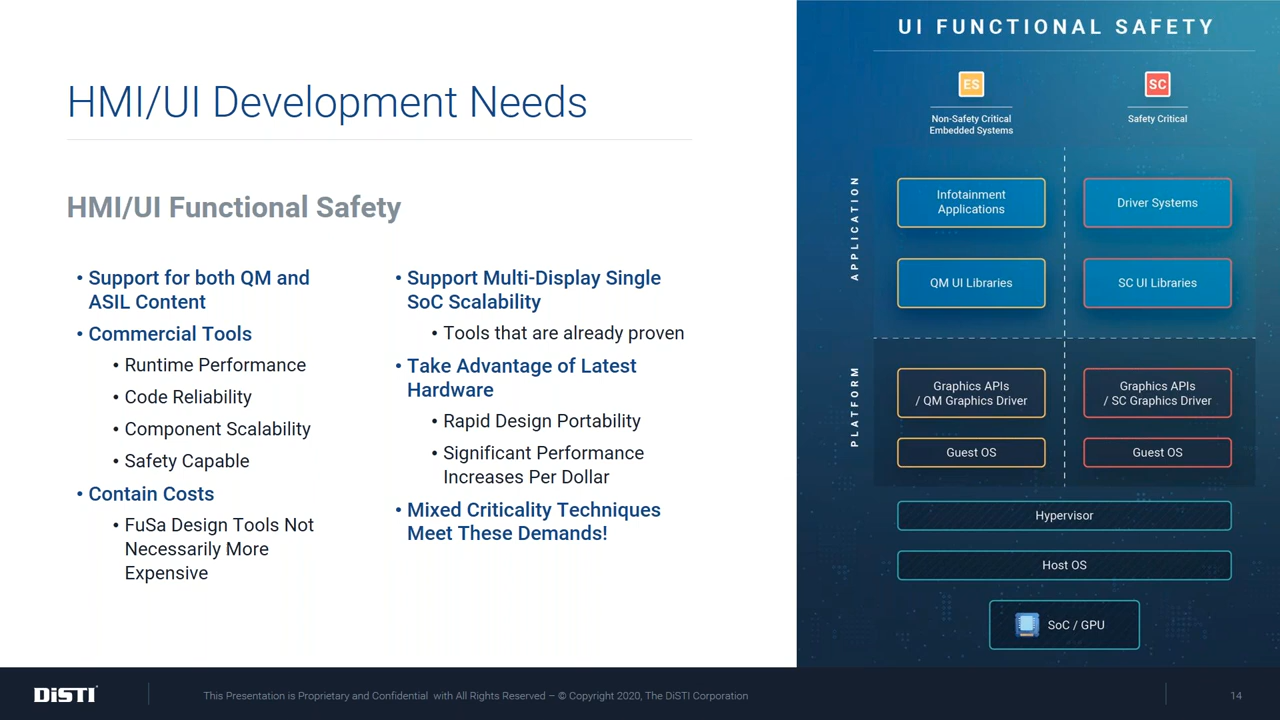 HMI/UI Development Needs
HMI/UI Functional Safety
• Support for both QM and
ASIL Content
• Commercial Tools
• Runtime Performance
• Code Reliability
• Component Scalability
• Safety Capable
• Contain Costs
• FuSa Design Tools Not
Necessarily More
Expensive
• Support Multi-Display Single
SoC Scalability
• Tools that are already proven
• Take Advantage of Latest
Hardware
• Rapid Design Portability
• Significant Performance
Increases Per Dollar
• Mixed Criticality Techniques
Meet These Demands!
UI FUNCTIONAL SAFETY
ES
Non-Safety Critical
Embedded Systems
SC
Safety Critical
APPLICATION
Infotainment
Applications
Driver Systems
QM UI Libraries
SC UI Libraries
PLATFORM
Graphics APIs
/ QM Graphics Driver
Graphics APIs
/ SC Graphics Driver
Guest OS
Guest OS
Hypervisor
Host OS
SoC / GPU
DiSTI
This Presentation is Proprietary and Confidential with All Rights Reserved – © Copyright 2020, The DiSTI Corporation
14